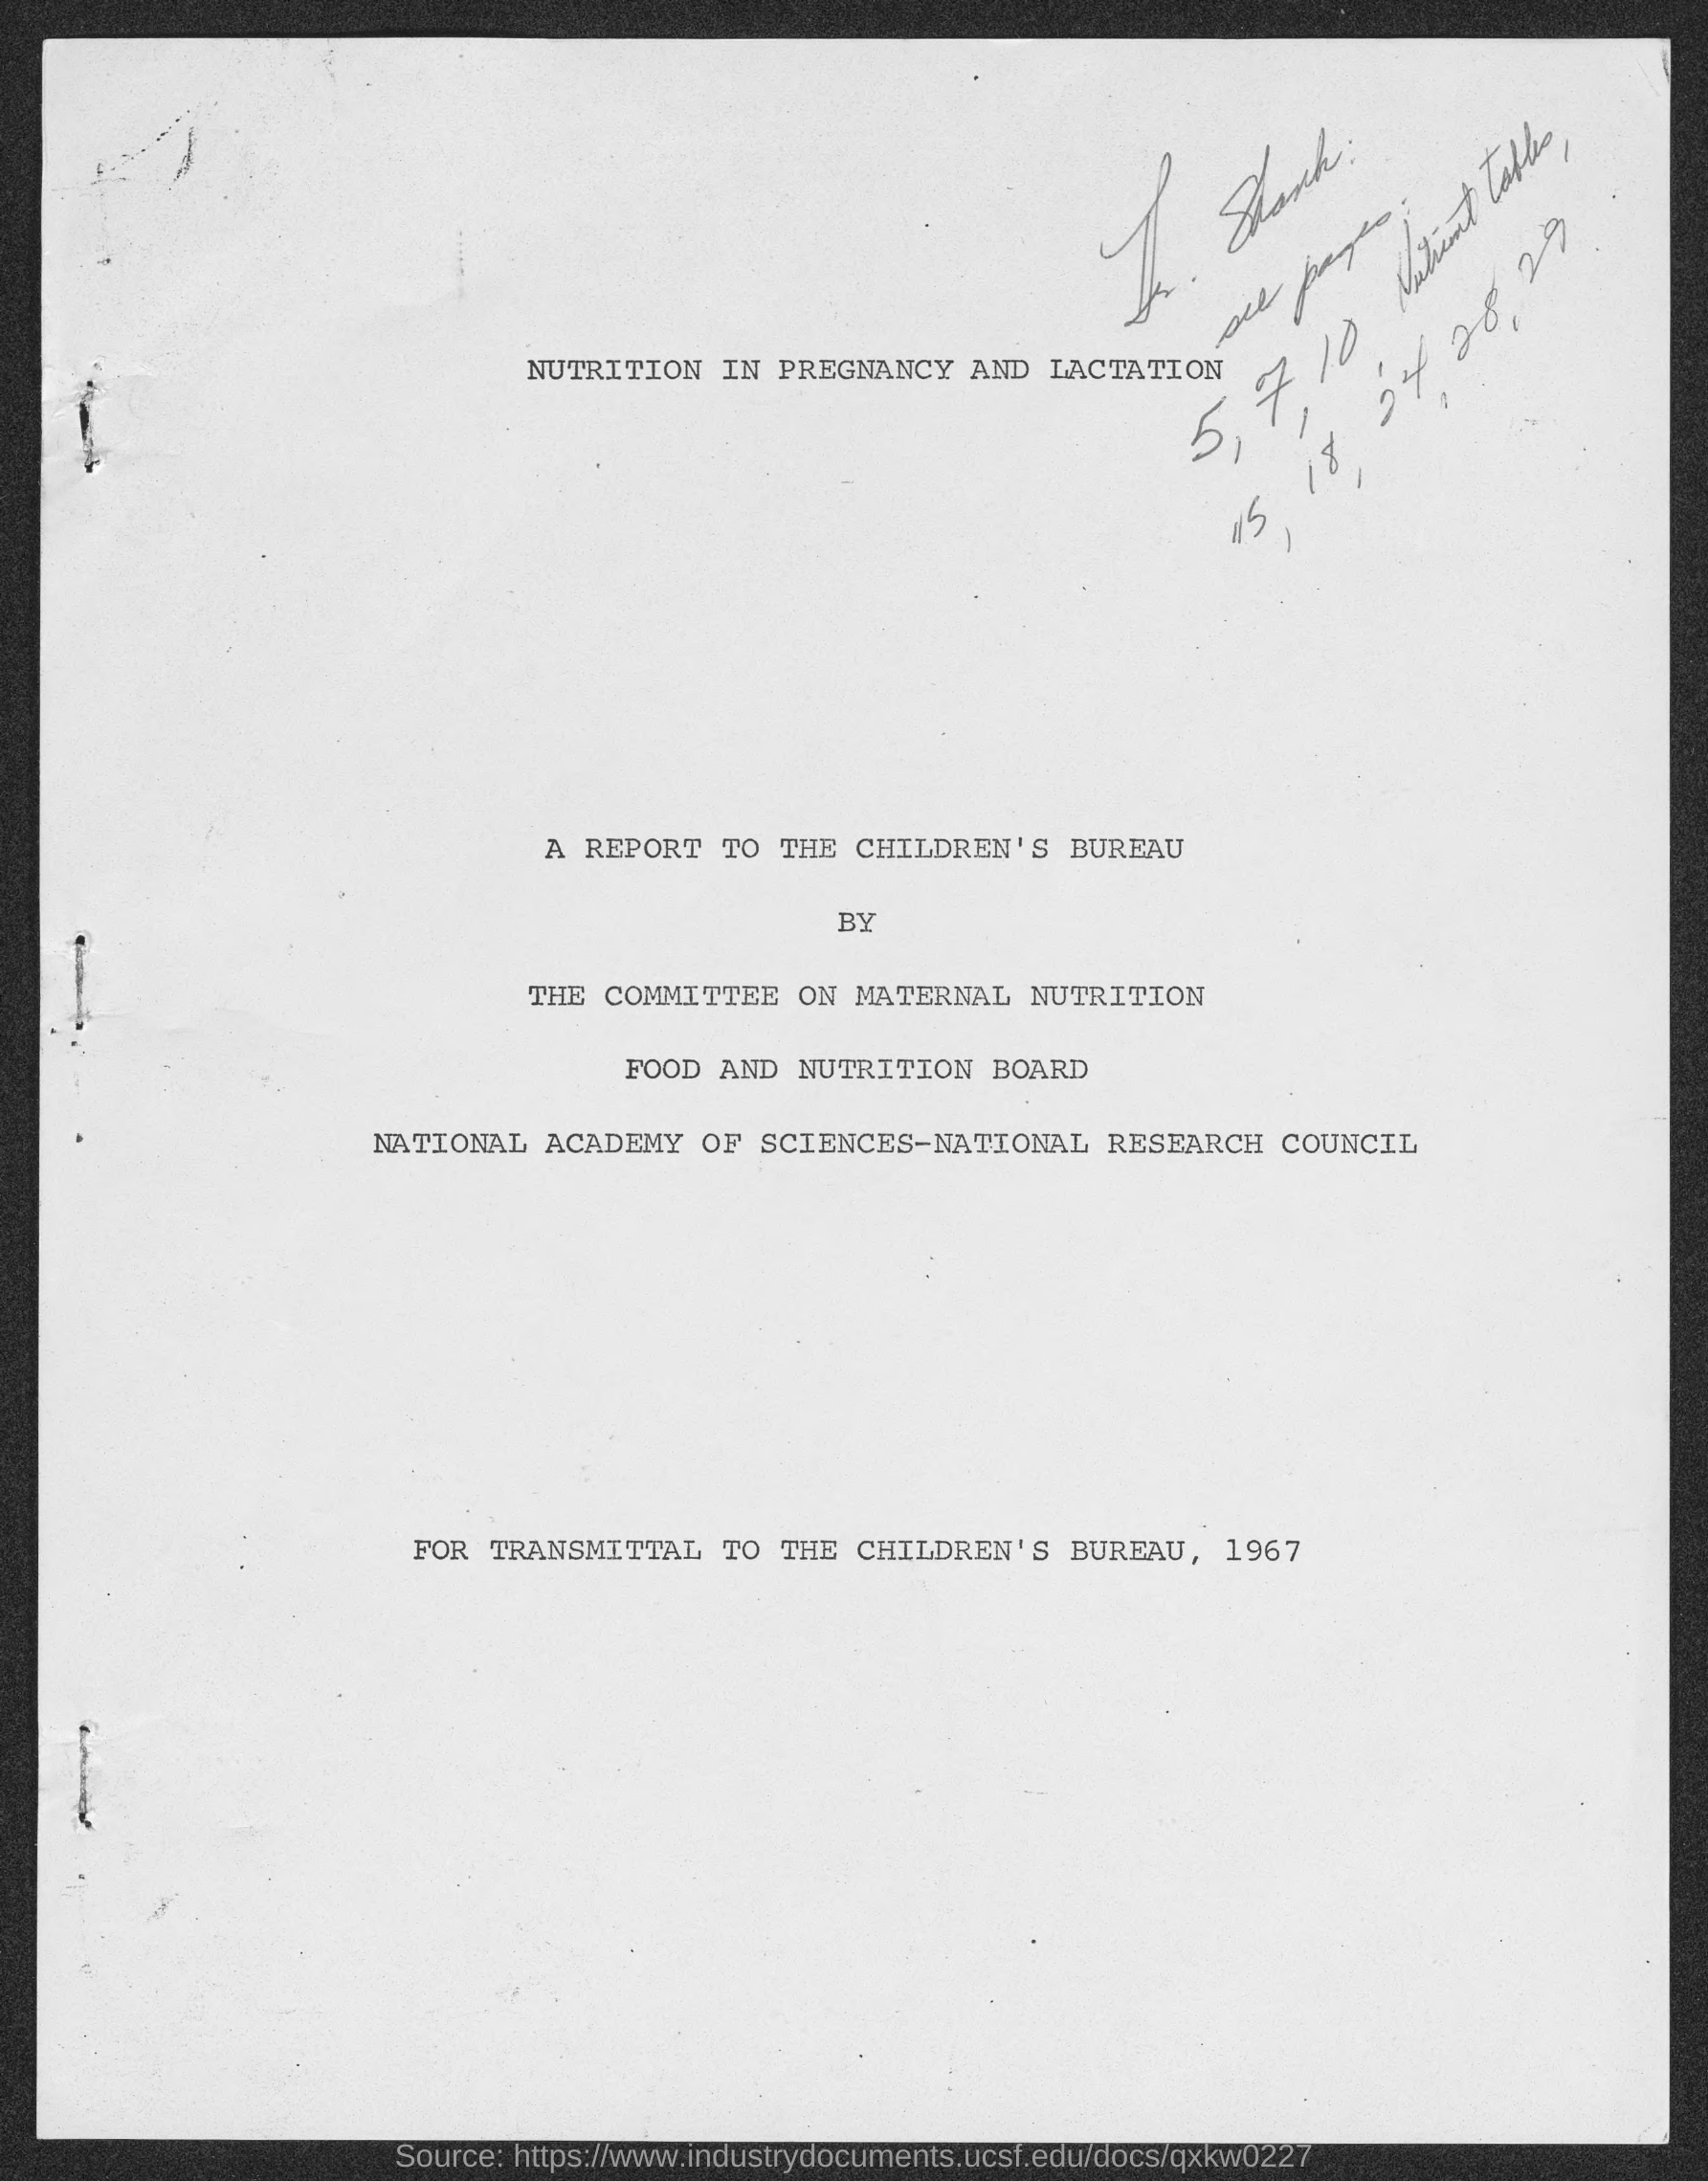 Dr. Shank:
see pages:
5, 7, 10, Nutrient tables,
15, 18, 24, 28, 29
NUTRITION IN PREGNANCY AND LACTATION
A REPORT TO THE CHILDREN'S BUREAU
BY
THE COMMITTEE ON MATERNAL NUTRITION
FOOD AND NUTRITION BOARD
NATIONAL ACADEMY OF SCIENCES-NATIONAL RESEARCH COUNCIL
FOR TRANSMITTAL TO THE CHILDREN'S BUREAU, 1967
Source: https://www.industrydocuments.ucsf.edu/docs/qxkw0227